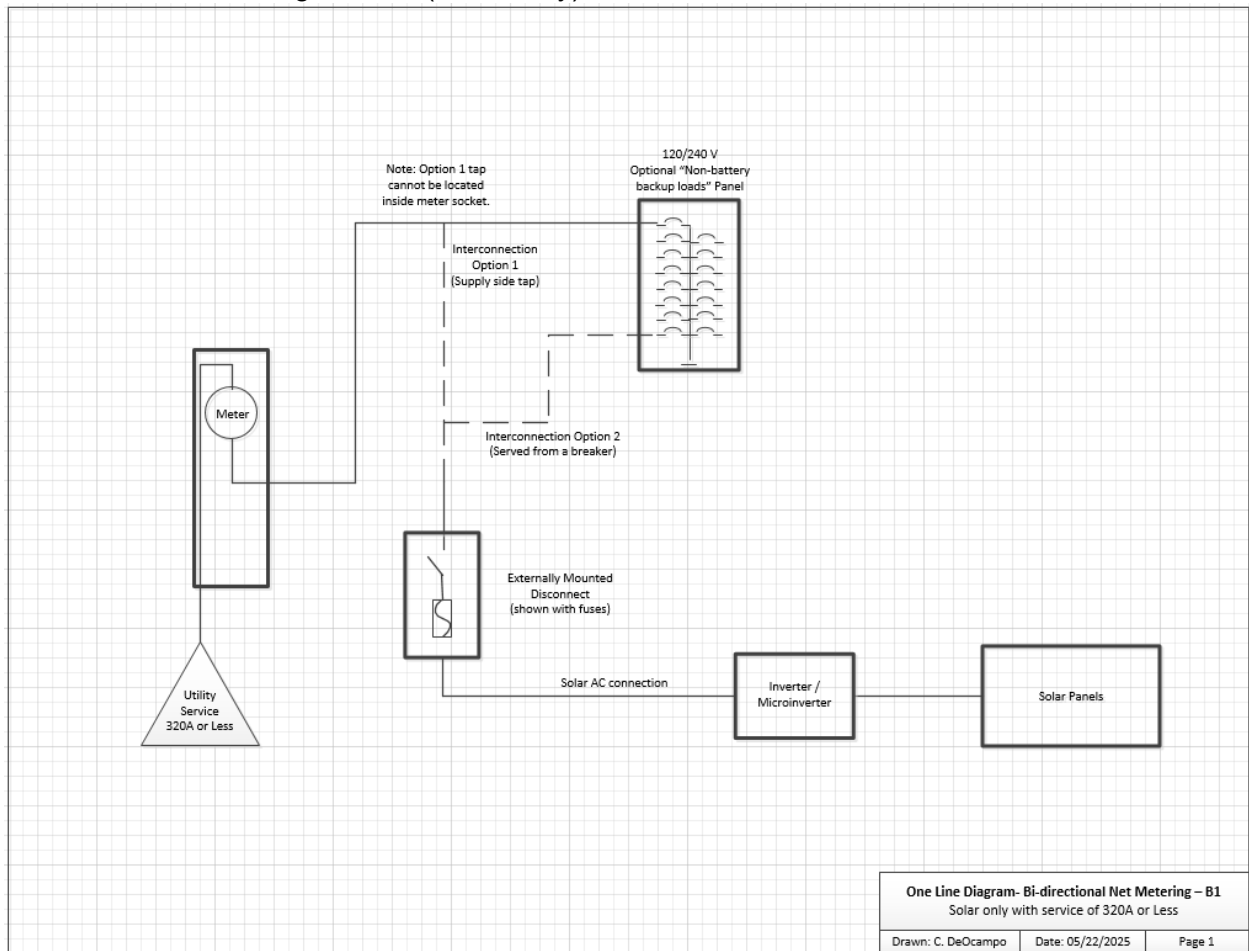 Note: Option 1 tap
cannot be located
inside meter socket.
120/240 V
Optional “Non-battery
backup loads” Panel
Interconnection
Option 1
(Supply side tap)
Meter
Interconnection Option 2
(Served from a breaker)
Externally Mounted
Disconnect
(shown with fuses)
Utility
Service
320A or Less
Solar AC connection
Inverter /
Microinverter
Solar Panels
One Line Diagram- Bi-directional Net Metering – B1
Solar only with service of 320A or Less
Drawn: C. DeOcampo
Date: 05/22/2025
Page 1